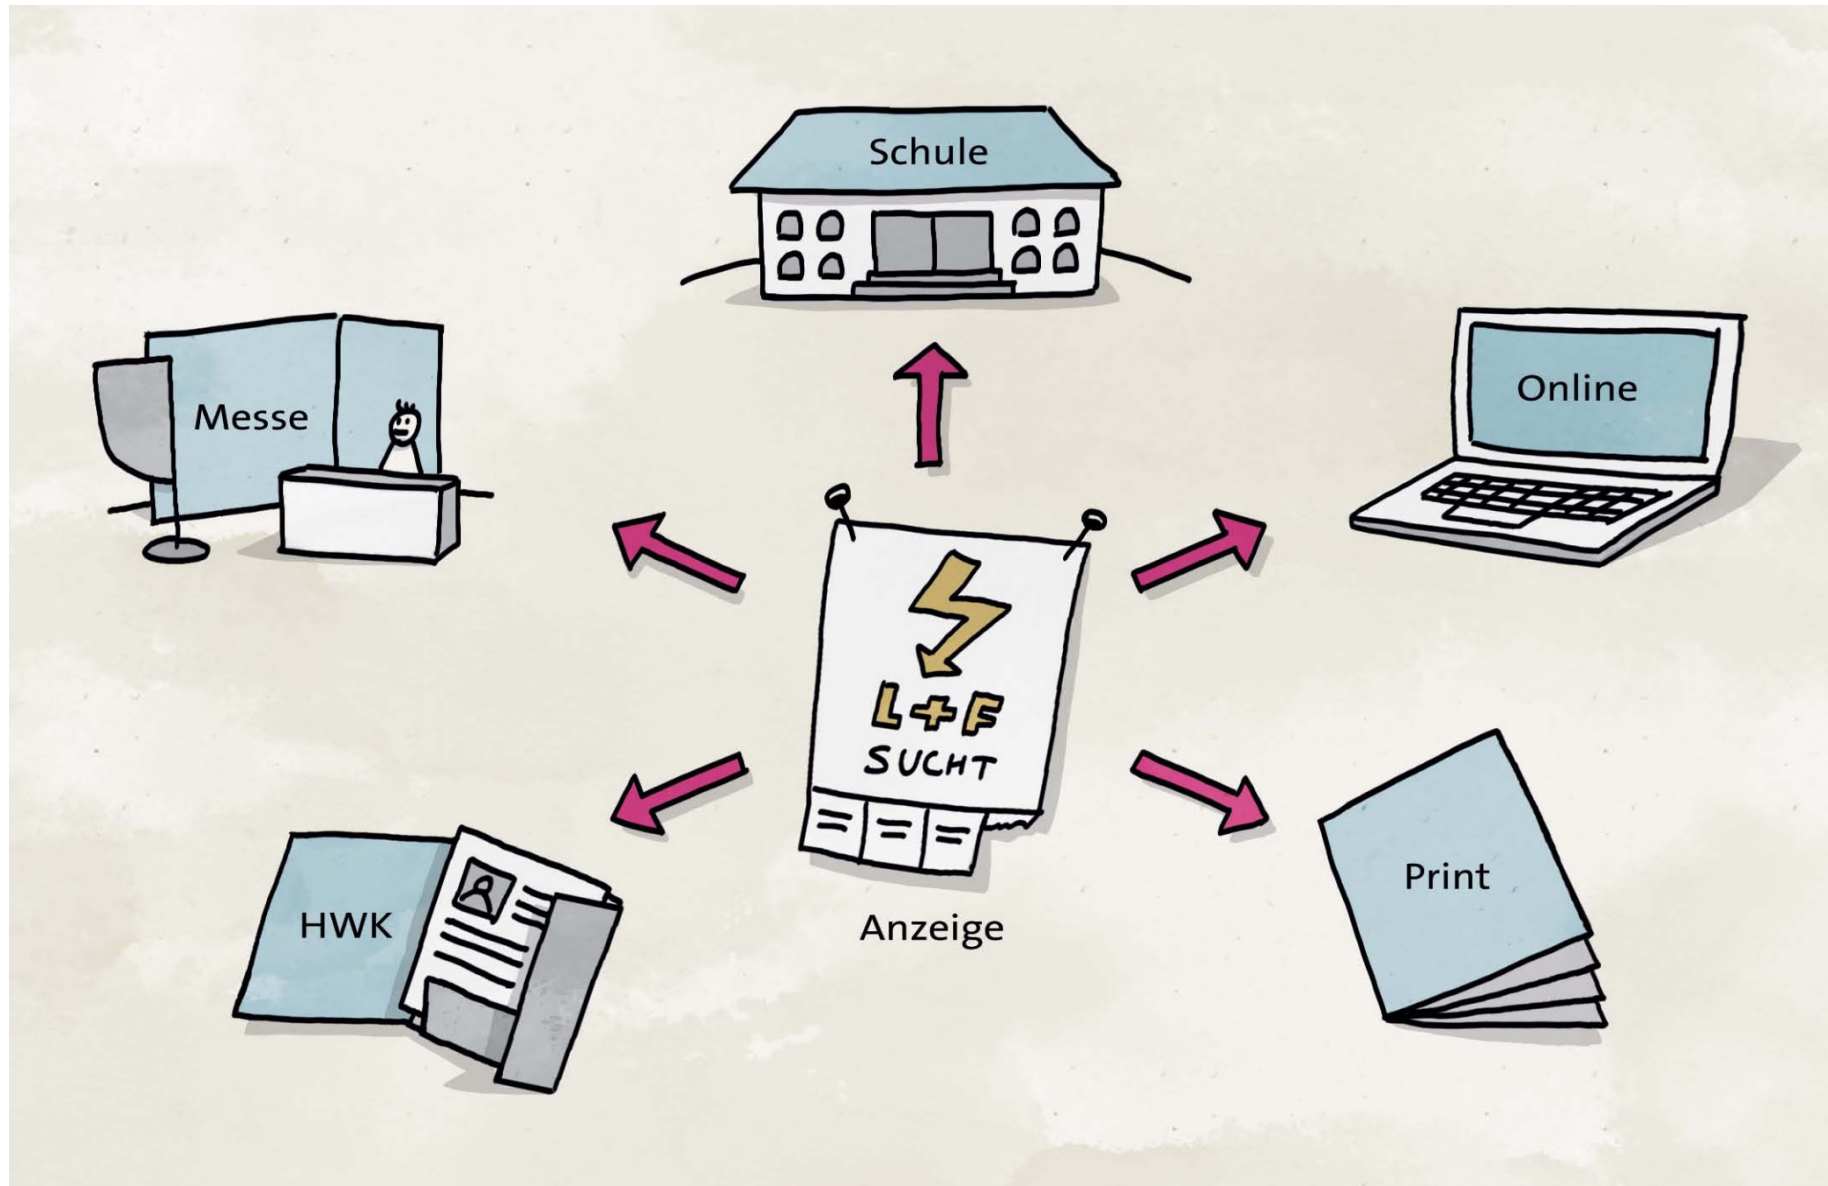 Schule
Messe
Online
L+F
SUCHT
Anzeige
HWK
Print